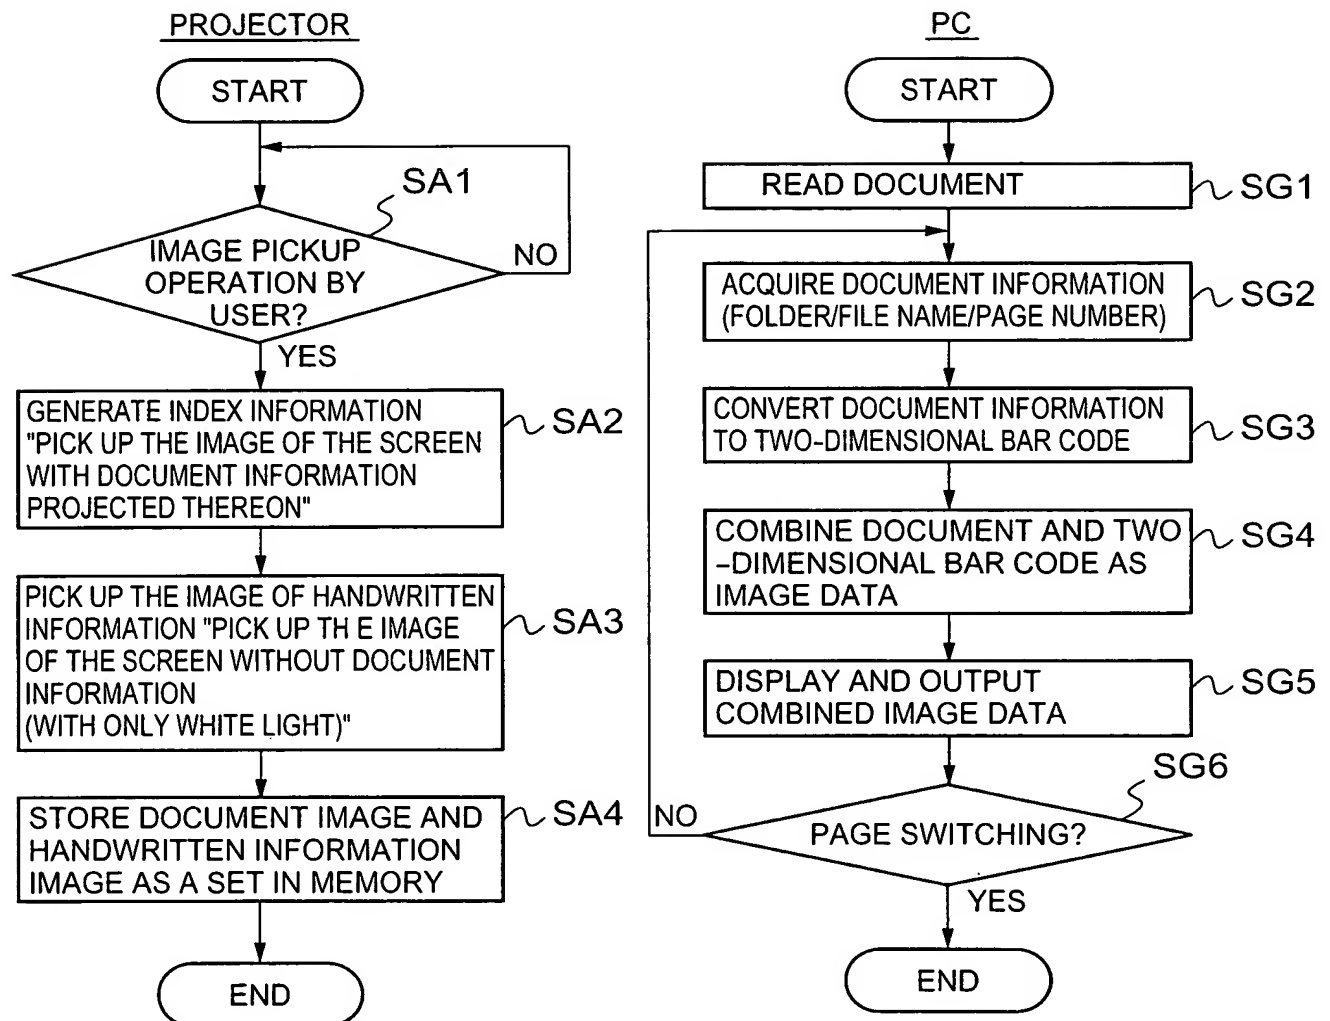 PROJECTOR
START
SA1
IMAGE PICKUP
OPERATION BY
USER?
NO
YES
GENERATE INDEX INFORMATION
"PICK UP THE IMAGE OF THE SCREEN
WITH DOCUMENT INFORMATION
PROJECTED THEREON"
SA2
PICK UP THE IMAGE OF HANDWRITTEN
INFORMATION "PICK UP TH E IMAGE
OF THE SCREEN WITHOUT DOCUMENT
INFORMATION
(WITH ONLY WHITE LIGHT)"
SA3
STORE DOCUMENT IMAGE AND
HANDWRITTEN INFORMATION
IMAGE AS A SET IN MEMORY
SA4
END
PC
START
READ DOCUMENT
SG1
ACQUIRE DOCUMENT INFORMATION
(FOLDER/FILE NAME/PAGE NUMBER)
SG2
CONVERT DOCUMENT INFORMATION
TO TWO-DIMENSIONAL BAR CODE
SG3
COMBINE DOCUMENT AND TWO
-DIMENSIONAL BAR CODE AS
IMAGE DATA
SG4
DISPLAY AND OUTPUT
COMBINED IMAGE DATA
SG5
SG6
PAGE SWITCHING?
NO
YES
END